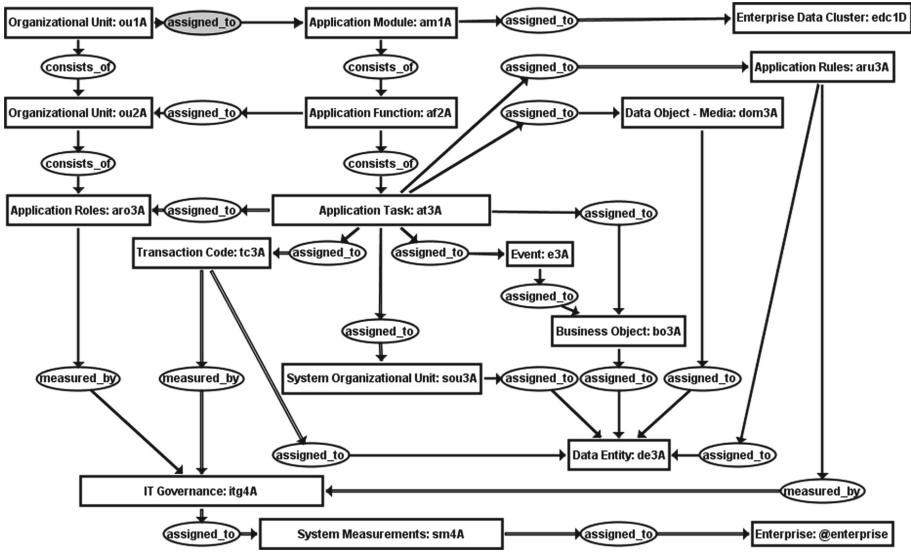 Organizational Unit: ou1A
assigned_to
Application Module: am1A
assigned_to
Enterprise Data Cluster: edc1D
consists_of
consists_of
assigned_to
Application Rules: aru3A
Organizational Unit: ou2A
assigned_to
Application Function: af2A
assigned_to
Data Object - Media: dom3A
consists_of
consists_of
Application Roles: aro3A
assigned_to
Application Task: at3A
assigned_to
Transaction Code: tc3A
assigned_to
assigned_to
Event: e3A
assigned_to
assigned_to
Business Object: bo3A
measured_by
measured_by
System Organizational Unit: sou3A
assigned_to
assigned_to
assigned_to
assigned_to
Data Entity: de3A
assigned_to
IT Governance: itg4A
measured_by
assigned_to
System Measurements: sm4A
assigned_to
Enterprise: @enterprise